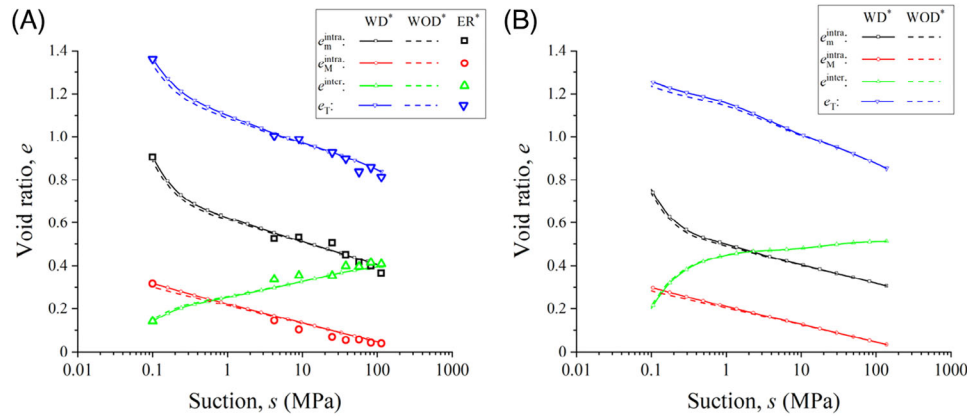 (A)
WD* WOD* ER*
e_m^intra:
e_M^intra:
e^inter:
e_T:
Void ratio, e
1.4
1.2
1.0
0.8
0.6
0.4
0.2
0
0.01 0.1 1 10 100 1000
Suction, s (MPa)
(B)
WD* WOD*
e_m^intra:
e_M^intra:
e^inter:
e_T:
Void ratio, e
1.4
1.2
1.0
0.8
0.6
0.4
0.2
0
0.01 0.1 1 10 100 1000
Suction, s (MPa)